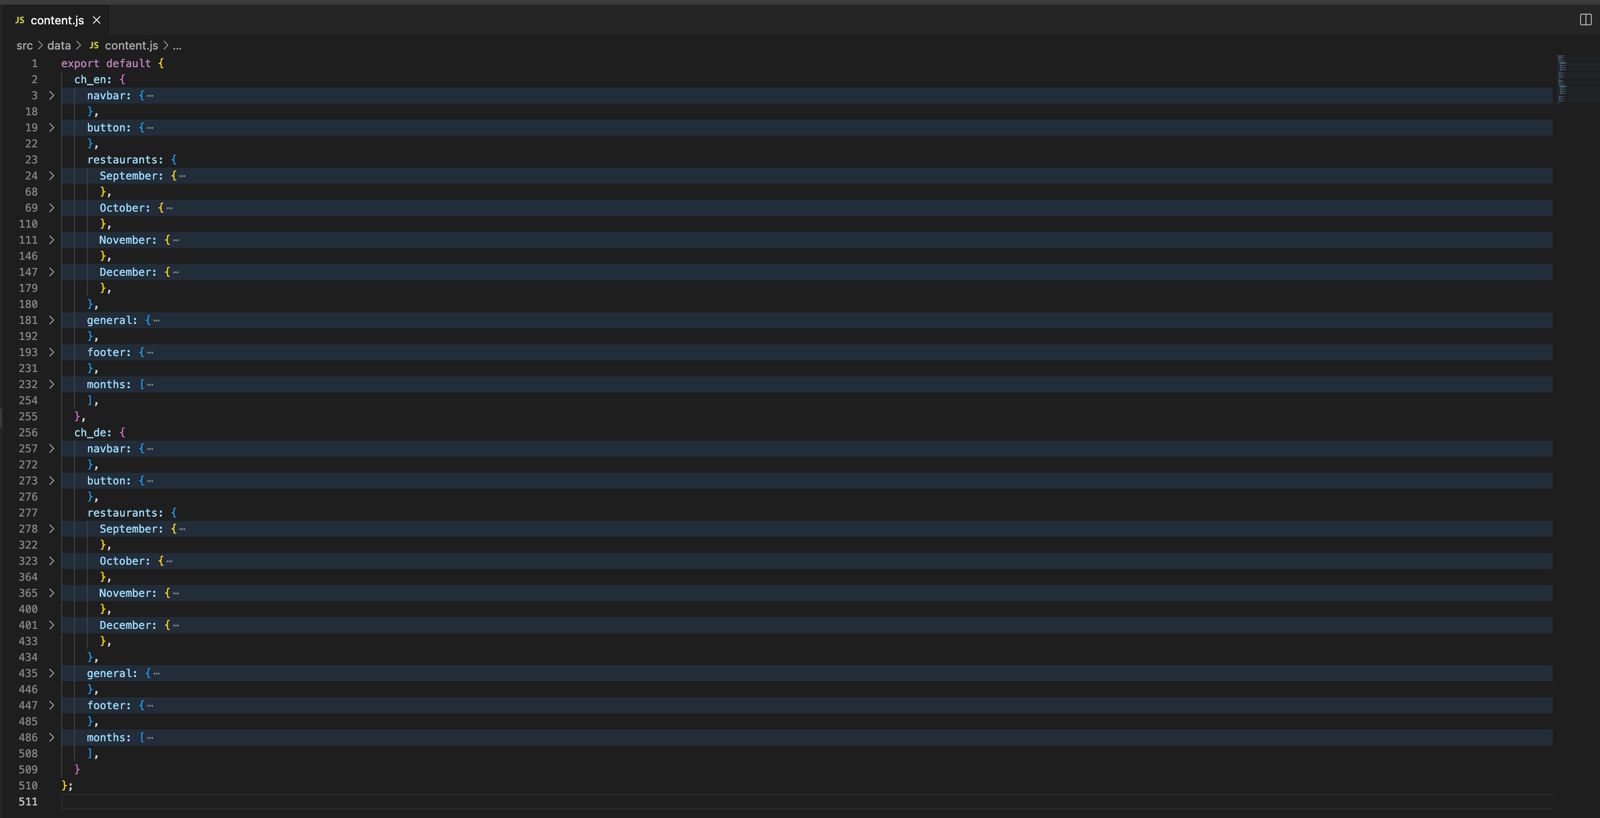 JS content.js ×
src > data > JS content.js > ...
1 export default {
2 ch_en: {
3 > navbar: {⋯
18 },
19 > button: {⋯
22 },
23 restaurants: {
24 > September: {⋯
68 },
69 > October: {⋯
110 },
111 > November: {⋯
146 },
147 > December: {⋯
179 },
180 },
181 > general: {⋯
192 },
193 > footer: {⋯
231 },
232 > months: [⋯
254 ],
255 },
256 ch_de: {
257 > navbar: {⋯
272 },
273 > button: {⋯
276 },
277 restaurants: {
278 > September: {⋯
322 },
323 > October: {⋯
364 },
365 > November: {⋯
400 },
401 > December: {⋯
433 },
434 },
435 > general: {⋯
446 },
447 > footer: {⋯
485 },
486 > months: [⋯
508 ],
509 }
510 };
511